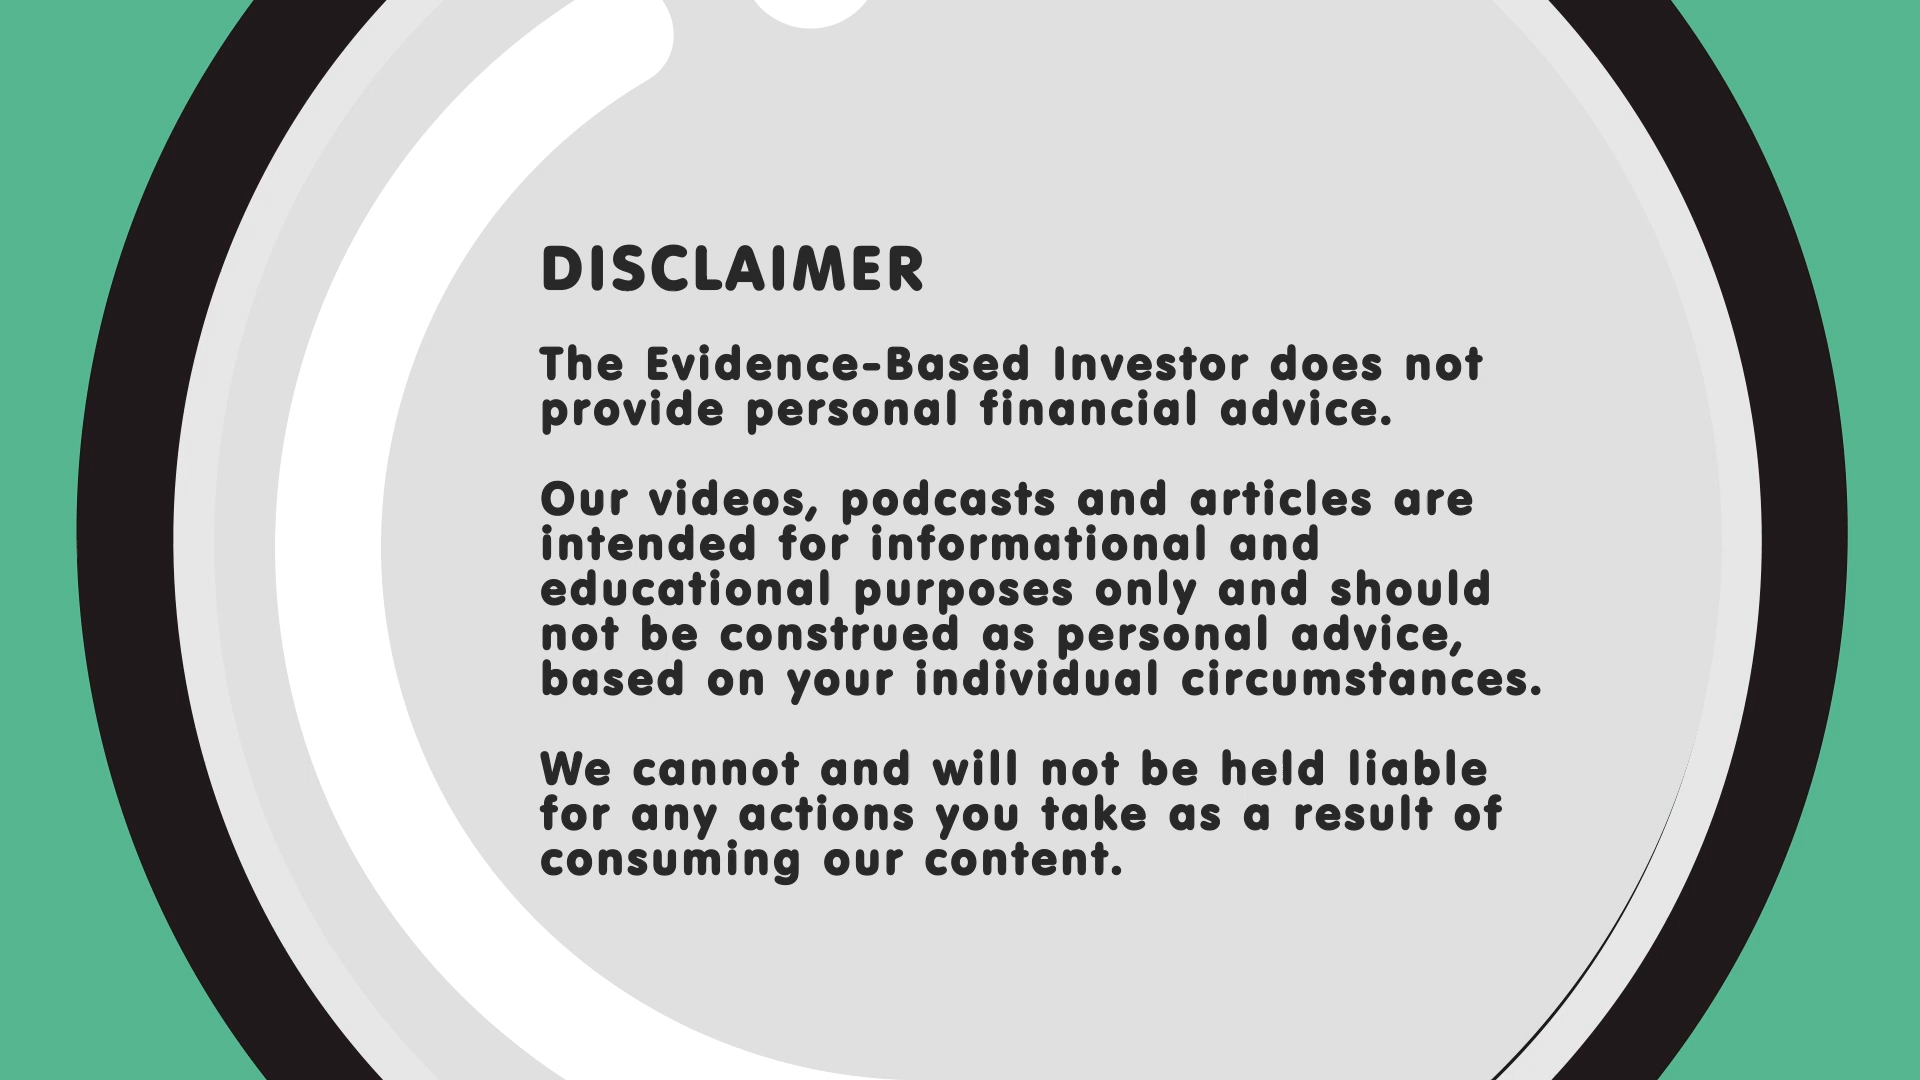 DISCLAIMER
The Evidence-Based Investor does not
provide personal financial advice.
Our videos, podcasts and articles are
intended for informational and
educational purposes only and should
not be construed as personal advice,
based on your individual circumstances.
We cannot and will not be held liable
for any actions you take as a result of
consuming our content.